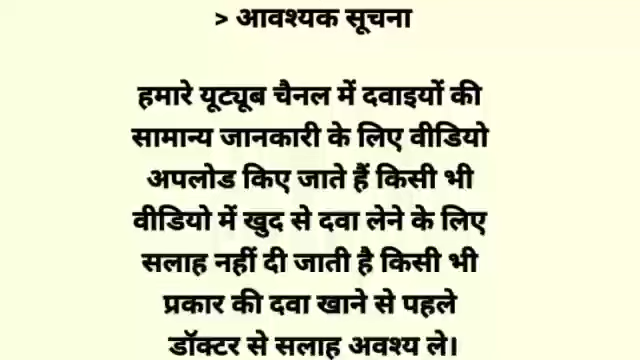 > आवश्यक सूचना
हमारे यूट्यूब चैनल में दवाइयों की
सामान्य जानकारी के लिए वीडियो
अपलोड किए जाते हैं किसी भी
वीडियो में खुद से दवा लेने के लिए
सलाह नहीं दी जाती है किसी भी
प्रकार की दवा खाने से पहले
डॉक्टर से सलाह अवश्य ले।